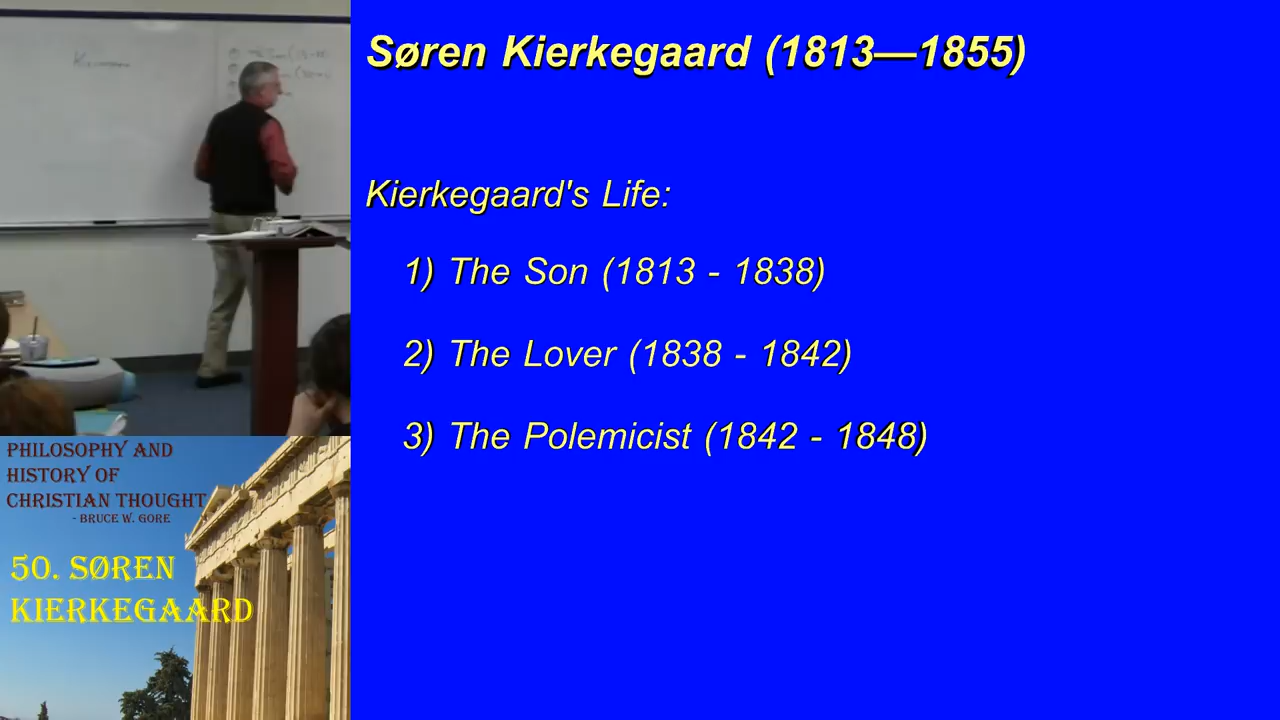 Søren Kierkegaard (1813—1855)
Kierkegaard's Life:
1) The Son (1813 - 1838)
2) The Lover (1838 - 1842)
3) The Polemicist (1842 - 1848)
PHILOSOPHY AND
HISTORY OF
CHRISTIAN THOUGHT
- BRUCE W. GORE
50. SØREN
KIERKEGAARD